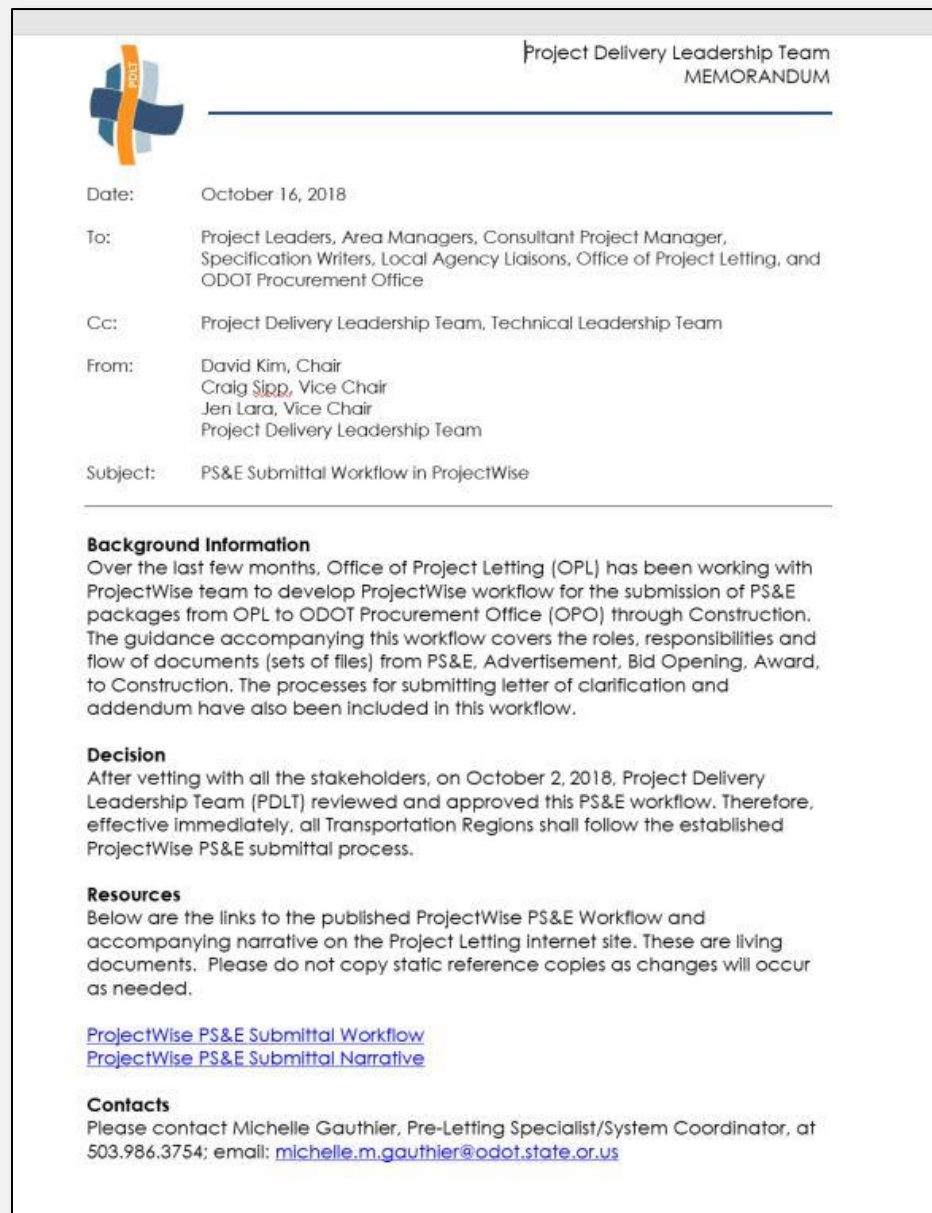 PDLT
Project Delivery Leadership Team
MEMORANDUM
Date: October 16, 2018
To: Project Leaders, Area Managers, Consultant Project Manager,
Specification Writers, Local Agency Liaisons, Office of Project Letting, and
ODOT Procurement Office
Cc: Project Delivery Leadership Team, Technical Leadership Team
From: David Kim, Chair
Craig Sipp, Vice Chair
Jen Lara, Vice Chair
Project Delivery Leadership Team
Subject: PS&E Submittal Workflow in ProjectWise
Background Information
Over the last few months, Office of Project Letting (OPL) has been working with
ProjectWise team to develop ProjectWise workflow for the submission of PS&E
packages from OPL to ODOT Procurement Office (OPO) through Construction.
The guidance accompanying this workflow covers the roles, responsibilities and
flow of documents (sets of files) from PS&E, Advertisement, Bid Opening, Award,
to Construction. The processes for submitting letter of clarification and
addendum have also been included in this workflow.
Decision
After vetting with all the stakeholders, on October 2, 2018, Project Delivery
Leadership Team (PDLT) reviewed and approved this PS&E workflow. Therefore,
effective immediately, all Transportation Regions shall follow the established
ProjectWise PS&E submittal process.
Resources
Below are the links to the published ProjectWise PS&E Workflow and
accompanying narrative on the Project Letting internet site. These are living
documents.  Please do not copy static reference copies as changes will occur
as needed.
ProjectWise PS&E Submittal Workflow
ProjectWise PS&E Submittal Narrative
Contacts
Please contact Michelle Gauthier, Pre-Letting Specialist/System Coordinator, at
503.986.3754; email: michelle.m.gauthier@odot.state.or.us